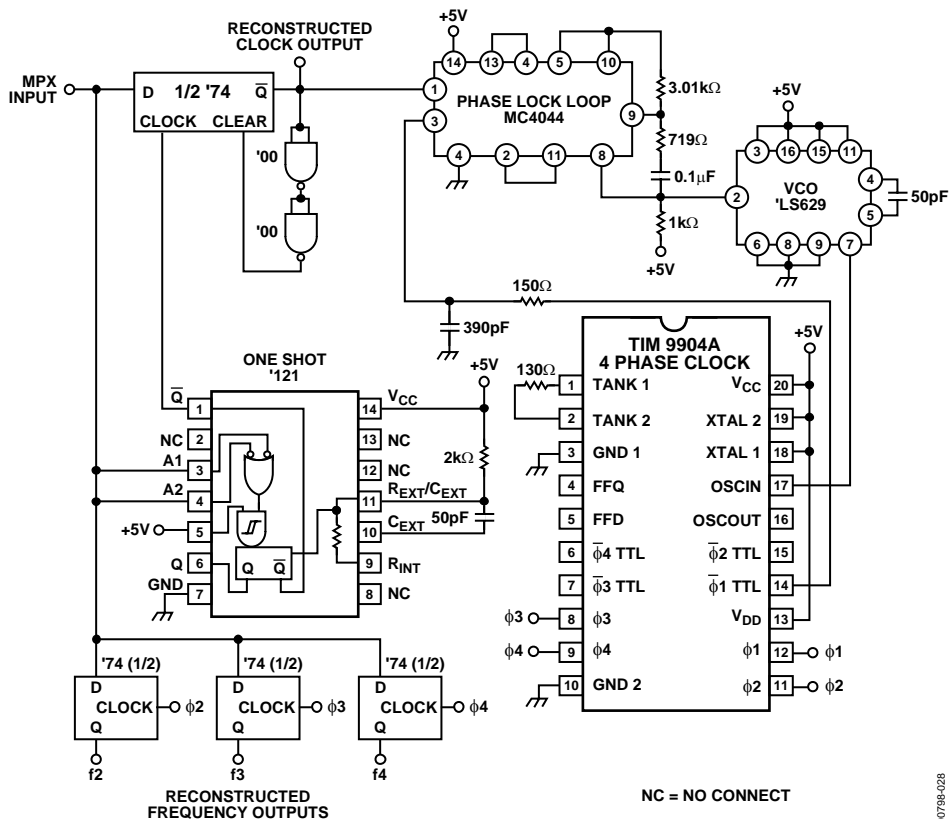 RECONSTRUCTED
CLOCK OUTPUT
MPX
INPUT
D 1/2 '74 Q̅
CLOCK CLEAR
'00
'00
+5V
14 13 4 5 10
1
3
PHASE LOCK LOOP
MC4044
9
4 2 11 8
3.01kΩ
719Ω
0.1μF
1kΩ
+5V
+5V
3 16 15 11
2
VCO
'LS629
4
5
50pF
6 8 9 7
150Ω
390pF
ONE SHOT
'121
+5V
Q̅ 1
NC 2
A1 3
A2 4
+5V 5
Q 6
GND 7
Q Q̅
14 VCC
13 NC
12 NC
11 REXT/CEXT
10 CEXT
9 RINT
8 NC
2kΩ
50pF
TIM 9904A
4 PHASE CLOCK
130Ω
+5V
1 TANK 1 VCC 20
2 TANK 2 XTAL 2 19
3 GND 1 XTAL 1 18
4 FFQ OSCIN 17
5 FFD OSCOUT 16
6 ϕ̅4 TTL ϕ̅2 TTL 15
7 ϕ̅3 TTL ϕ̅1 TTL 14
ϕ3 8 ϕ3 VDD 13
ϕ4 9 ϕ4 ϕ1 12 ϕ1
10 GND 2 ϕ2 11 ϕ2
'74 (1/2) '74 (1/2) '74 (1/2)
D D D
CLOCK ϕ2 CLOCK ϕ3 CLOCK ϕ4
Q Q Q
f2 f3 f4
RECONSTRUCTED
FREQUENCY OUTPUTS
NC = NO CONNECT